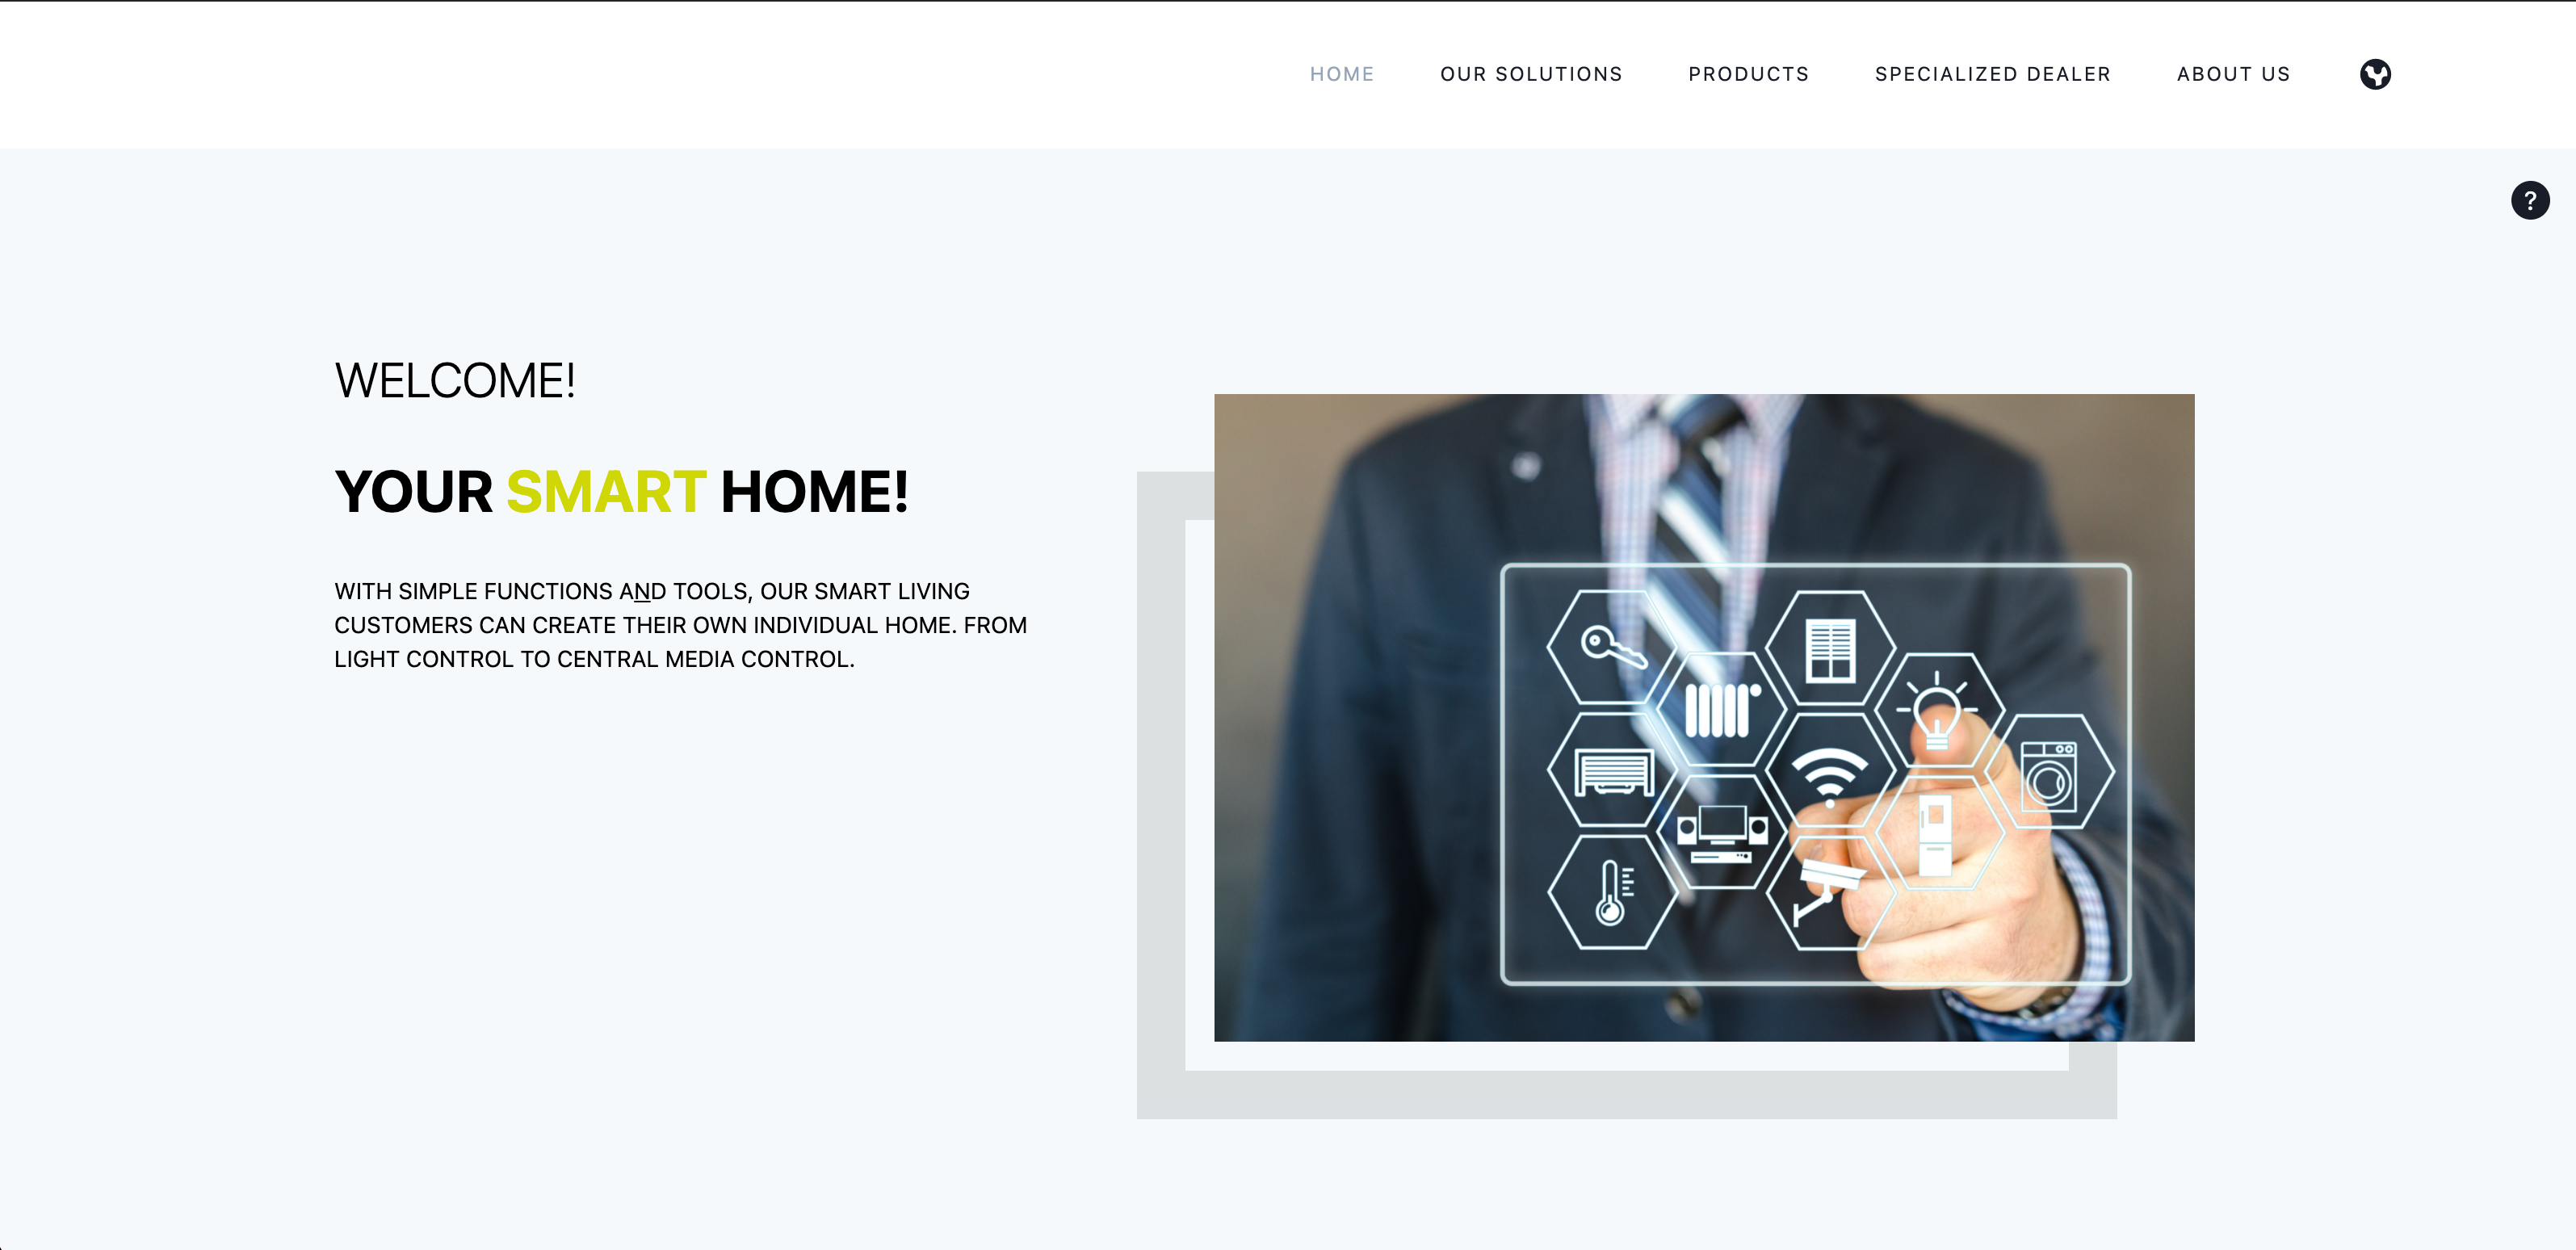 HOME OUR SOLUTIONS PRODUCTS SPECIALIZED DEALER ABOUT US
?
WELCOME!
YOUR SMART HOME!
WITH SIMPLE FUNCTIONS AND TOOLS, OUR SMART LIVING
CUSTOMERS CAN CREATE THEIR OWN INDIVIDUAL HOME. FROM
LIGHT CONTROL TO CENTRAL MEDIA CONTROL.